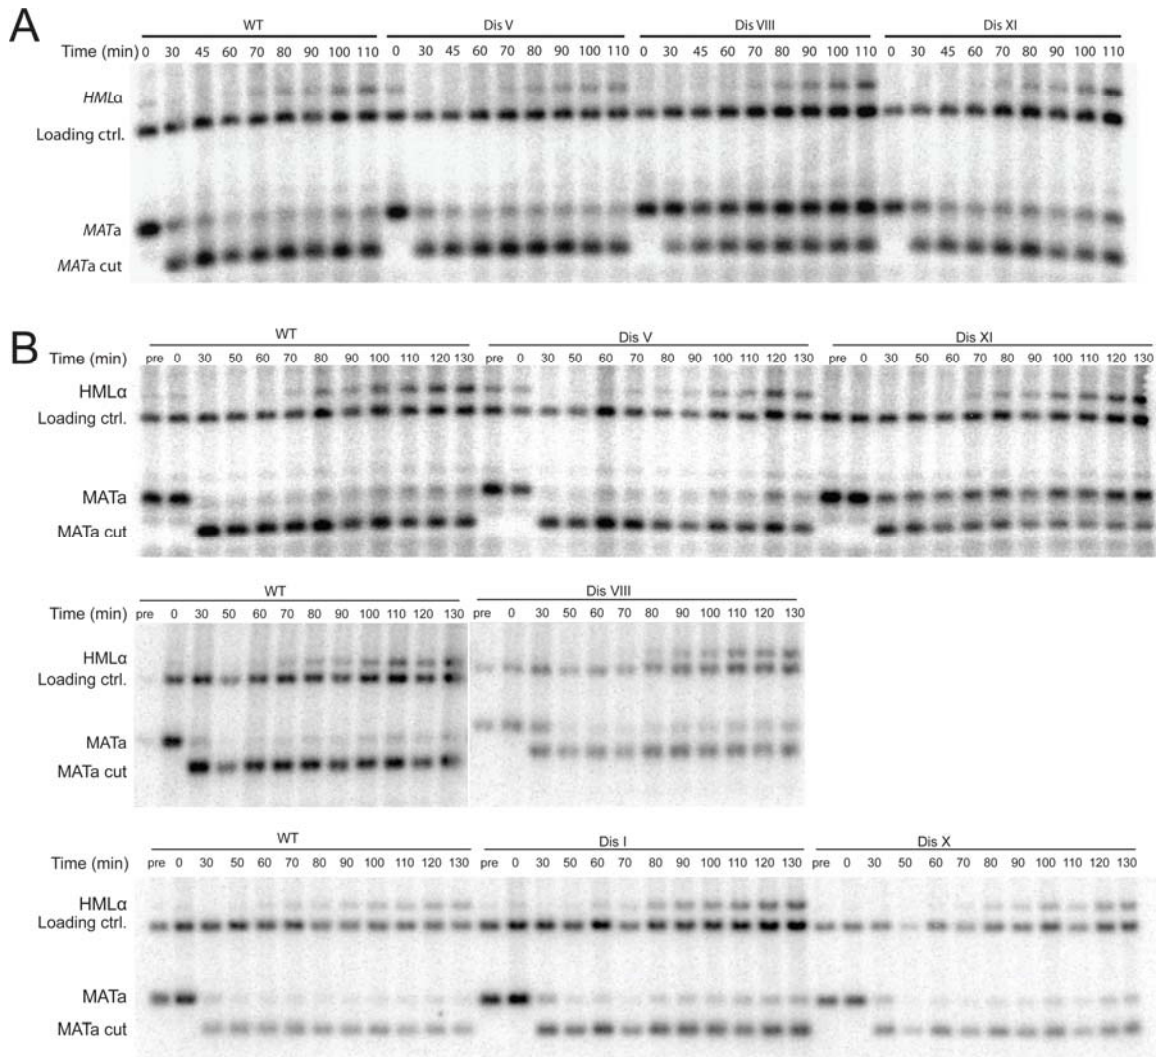 A
WT Dis V Dis VIII Dis XI
Time (min) 0 30 45 60 70 80 90 100 110 0 30 45 60 70 80 90 100 110 0 30 45 60 70 80 90 100 110 0 30 45 60 70 80 90 100 110
HMLα
Loading ctrl.
MATa
MATa cut
B
WT Dis V Dis XI
Time (min) pre 0 30 50 60 70 80 90 100 110 120 130 pre 0 30 50 60 70 80 90 100 110 120 130 pre 0 30 50 60 70 80 90 100 110 120 130
HMLα
Loading ctrl.
MATa
MATa cut
WT Dis VIII
Time (min) pre 0 30 50 60 70 80 90 100 110 120 130 pre 0 30 50 60 70 80 90 100 110 120 130
HMLα
Loading ctrl.
MATa
MATa cut
WT Dis I Dis X
Time (min) pre 0 30 50 60 70 80 90 100 110 120 130 pre 0 30 50 60 70 80 90 100 110 120 130 pre 0 30 50 60 70 80 90 100 110 120 130
HMLα
Loading ctrl.
MATa
MATa cut